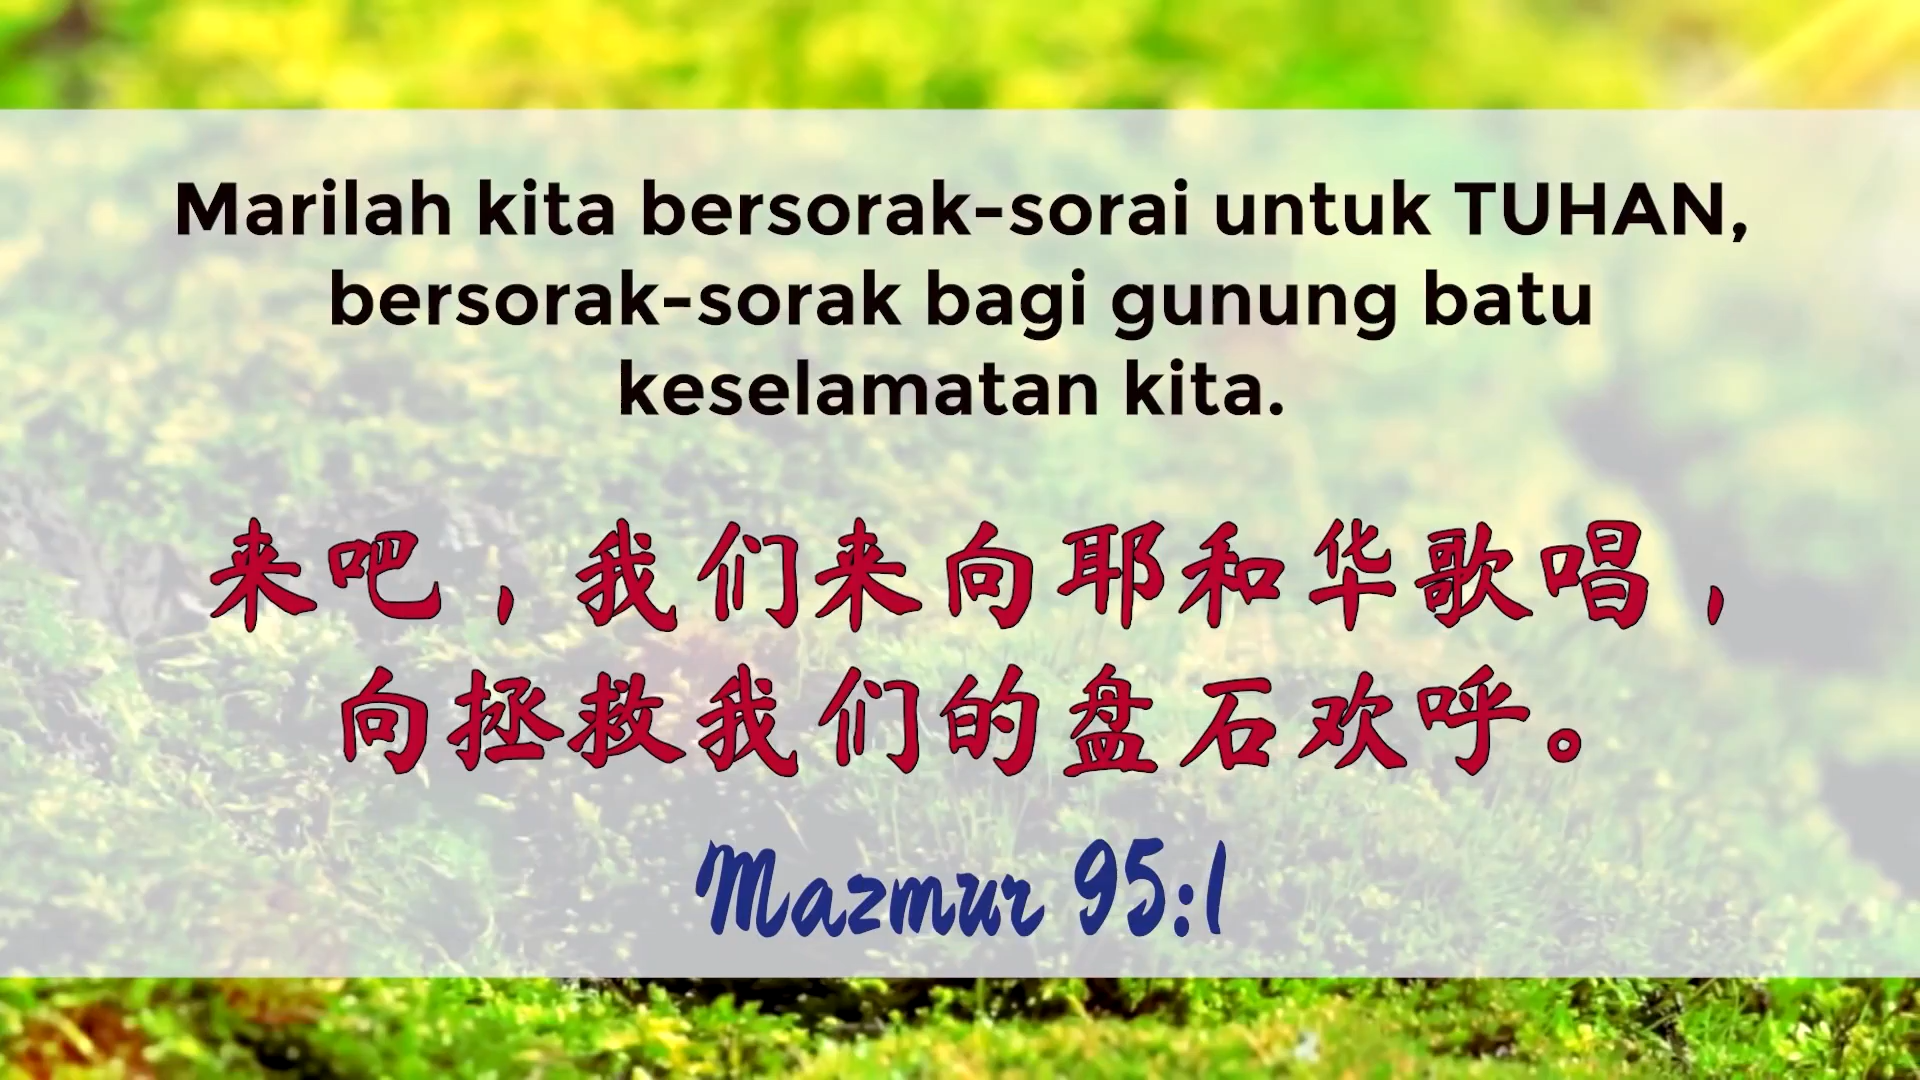 Marilah kita bersorak-sorai untuk TUHAN,
bersorak-sorak bagi gunung batu
keselamatan kita.
来吧，我们来向耶和华歌唱，
向拯救我们的盘石欢呼。
Mazmur 95:1